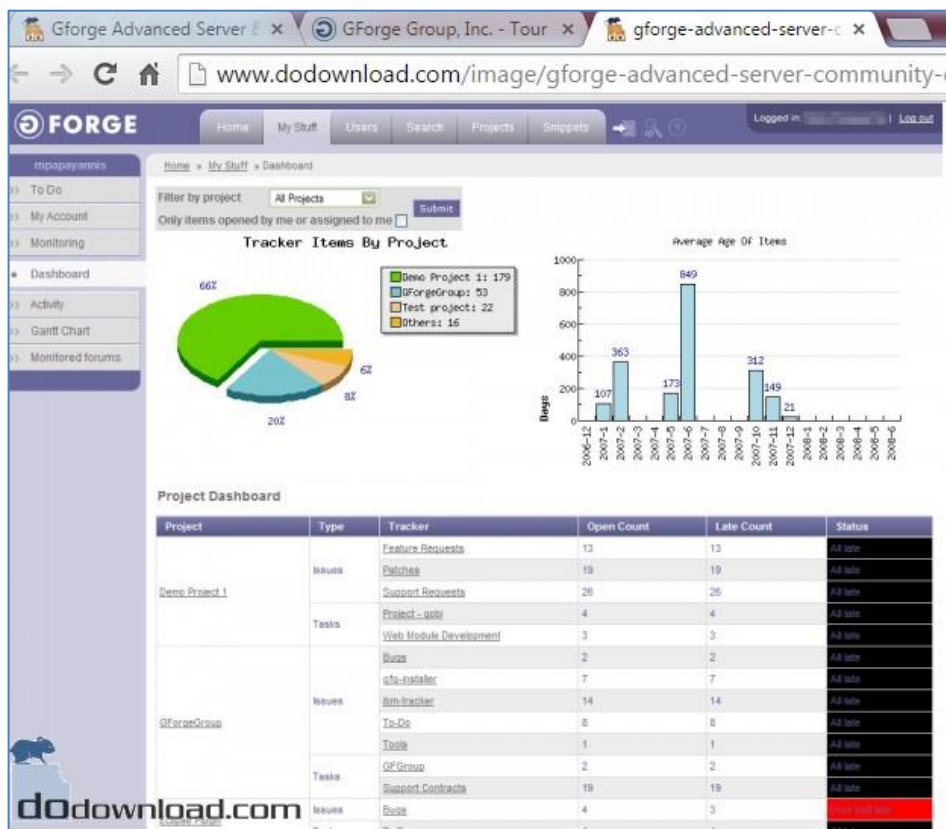 Gforge Advanced Server &
GForge Group, Inc. - Tour
gforge-advanced-server-c
www.dodownload.com/image/gforge-advanced-server-community-
GFORGE
Home My Stuff Users Search Projects Snippets
Logged in: | Log out
mpapayannis
Home » My Stuff » Dashboard
To Do
My Account
Monitoring
Dashboard
Activity
Gantt Chart
Monitored forums
Filter by project All Projects Submit
Only items opened by me or assigned to me
Tracker Items By Project
66%
6%
8%
20%
Demo Project 1: 179
GForgeGroup: 53
Test project: 22
Others: 16
Average Age Of Items
Days
1000
800
600
400
200
0
107 363 173 849 312 149 21
2006-12 2007-1 2007-2 2007-3 2007-4 2007-5 2007-6 2007-7 2007-8 2007-9 2007-10 2007-11 2007-12 2008-1 2008-2 2008-3 2008-4 2008-5 2008-6
Project Dashboard
Project Type Tracker Open Count Late Count Status
Demo Project 1 Issues Feature Requests 13 13 All late
Patches 19 19 All late
Support Requests 26 26 All late
Tasks Project - gobi 4 4 All late
Web Module Development 3 3 All late
GForgeGroup Issues Bugs 2 2 All late
gfg-installer 7 7 All late
ibm-tracker 14 14 All late
To-Do 8 8 All late
Tools 1 1 All late
Tasks GFGroup 2 2 All late
Support Contracts 19 19 All late
Issues Bugs 4 3
dodownload.com